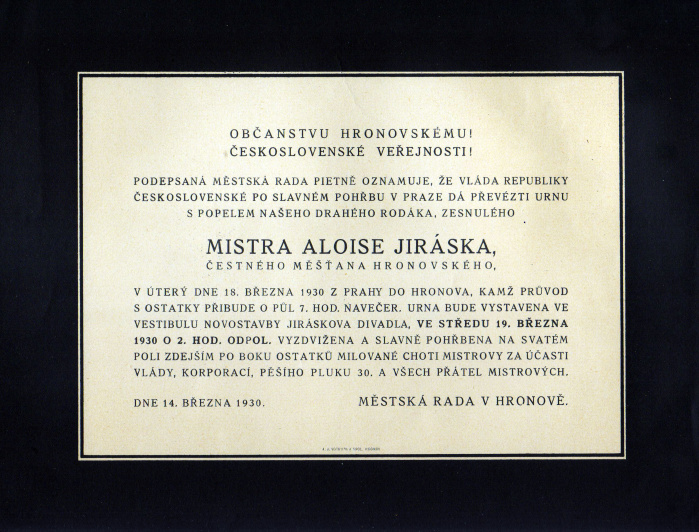 OBČANSTVU HRONOVSKÉMU!
ČESKOSLOVENSKÉ VEŘEJNOSTI!
PODEPSANÁ MĚSTSKÁ RADA PIETNĚ OZNAMUJE, ŽE VLÁDA REPUBLIKY
ČESKOSLOVENSKÉ PO SLAVNÉM POHŘBU V PRAZE DÁ PŘEVÉZTI URNU
S POPELEM NAŠEHO DRAHÉHO RODÁKA, ZESNULÉHO
MISTRA ALOISE JIRÁSKA,
ČESTNÉHO MĚŠŤANA HRONOVSKÉHO,
V ÚTERÝ DNE 18. BŘEZNA 1930 Z PRAHY DO HRONOVA, KAMŽ PRŮVOD
S OSTATKY PŘIBUDE O PŮL 7. HOD. NAVEČER. URNA BUDE VYSTAVENA VE
VESTIBULU NOVOSTAVBY JIRÁSKOVA DIVADLA, VE STŘEDU 19. BŘEZNA
1930 O 2. HOD. ODPOL. VYZDVIŽENA A SLAVNĚ POHŘBENA NA SVATÉM
POLI ZDEJŠÍM PO BOKU OSTATKŮ MILOVANÉ CHOTI MISTROVY ZA ÚČASTI
VLÁDY, KORPORACÍ, PĚŠÍHO PLUKU 30. A VŠECH PŘÁTEL MISTROVÝCH.
DNE 14. BŘEZNA 1930. MĚSTSKÁ RADA V HRONOVĚ.